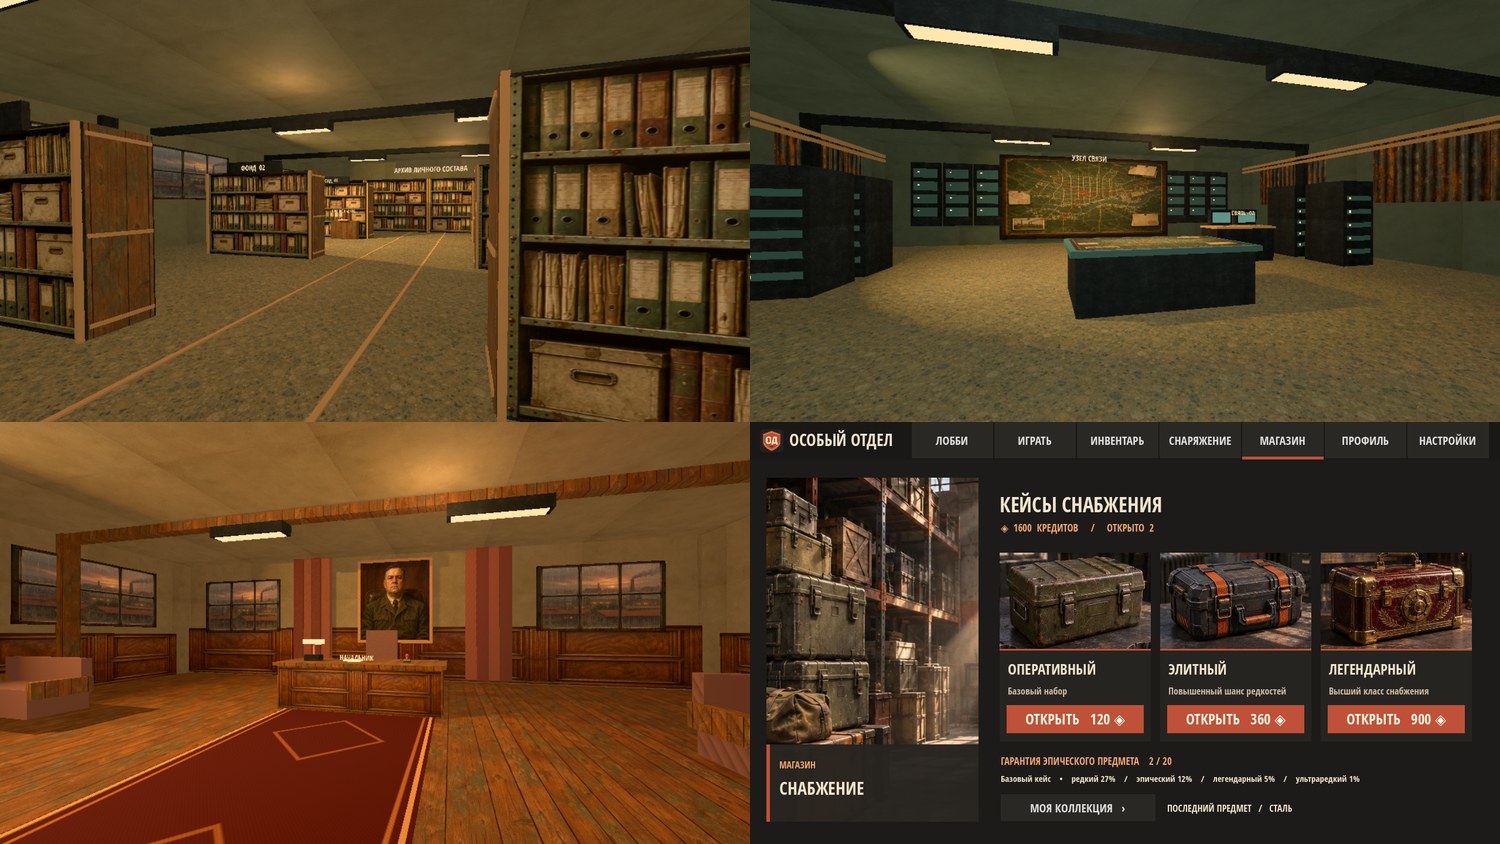 ФОНД 02
АРХИВ ЛИЧНОГО СОСТАВА
УЗЕЛ СВЯЗИ
СВЯЗЬ 02
НАЧАЛЬНИК
ОД
ОСОБЫЙ ОТДЕЛ
ЛОББИ
ИГРАТЬ
ИНВЕНТАРЬ
СНАРЯЖЕНИЕ
МАГАЗИН
ПРОФИЛЬ
НАСТРОЙКИ
КЕЙСЫ СНАБЖЕНИЯ
◈ 1600 КРЕДИТОВ / ОТКРЫТО 2
ОПЕРАТИВНЫЙ
Базовый набор
ОТКРЫТЬ 120 ◈
ЭЛИТНЫЙ
Повышенный шанс редкостей
ОТКРЫТЬ 360 ◈
ЛЕГЕНДАРНЫЙ
Высший класс снабжения
ОТКРЫТЬ 900 ◈
МАГАЗИН
СНАБЖЕНИЕ
ГАРАНТИЯ ЭПИЧЕСКОГО ПРЕДМЕТА 2 / 20
Базовый кейс • редкий 27% / эпический 12% / легендарный 5% / ультраредкий 1%
МОЯ КОЛЛЕКЦИЯ ›
ПОСЛЕДНИЙ ПРЕДМЕТ / СТАЛЬ